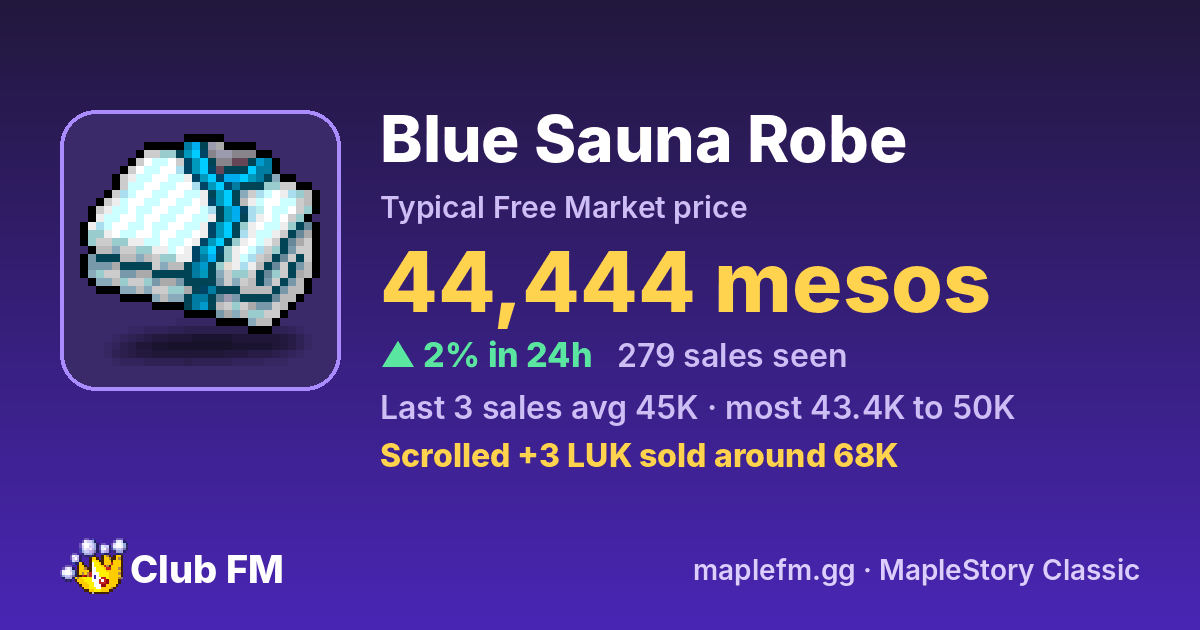 Blue Sauna Robe
Typical Free Market price
44,444 mesos
▲ 2% in 24h 279 sales seen
Last 3 sales avg 45K · most 43.4K to 50K
Scrolled +3 LUK sold around 68K
Club FM
maplefm.gg · MapleStory Classic